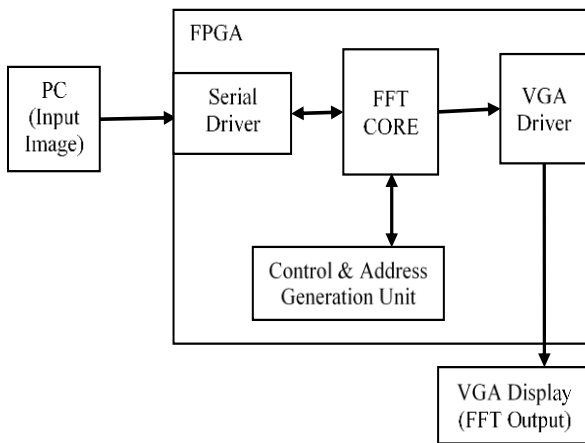 FPGA
PC
(Input
Image)
Serial
Driver
FFT
CORE
VGA
Driver
Control & Address
Generation Unit
VGA Display
(FFT Output)